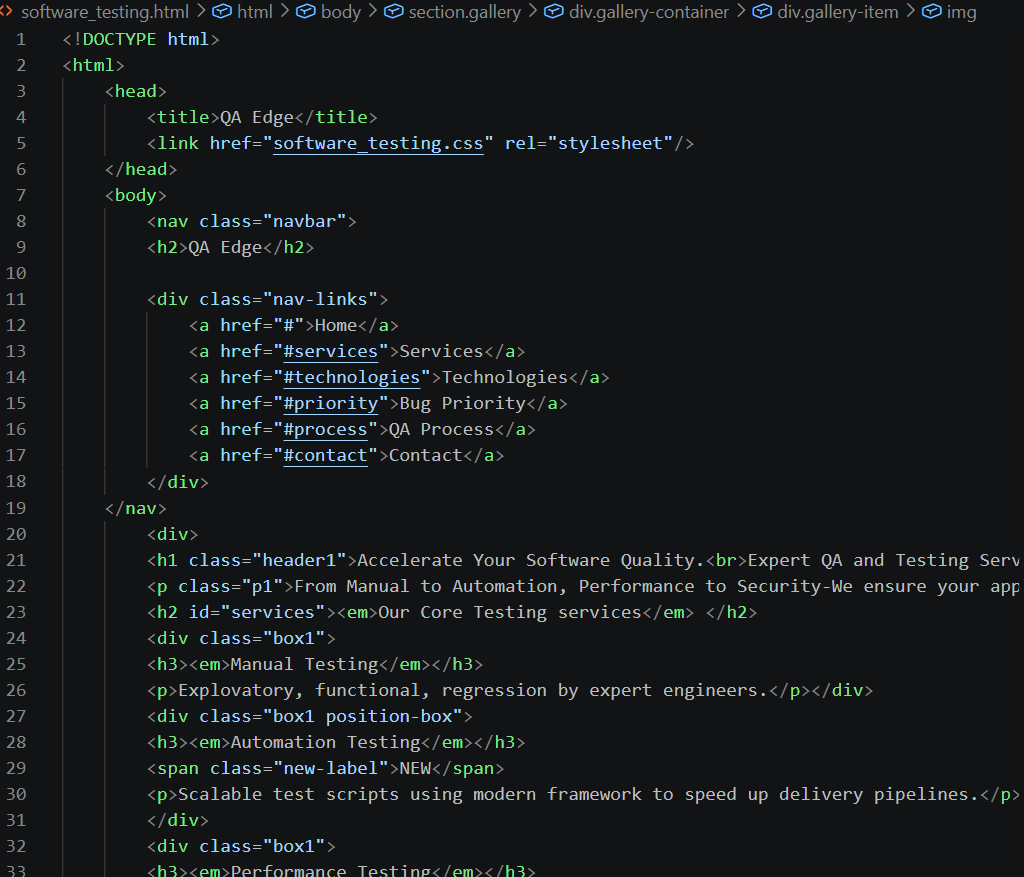 software_testing.html > html > body > section.gallery > div.gallery-container > div.gallery-item > img
1 <!DOCTYPE html>
2 <html>
3 <head>
4 <title>QA Edge</title>
5 <link href="software_testing.css" rel="stylesheet"/>
6 </head>
7 <body>
8 <nav class="navbar">
9 <h2>QA Edge</h2>
10
11 <div class="nav-links">
12 <a href="#">Home</a>
13 <a href="#services">Services</a>
14 <a href="#technologies">Technologies</a>
15 <a href="#priority">Bug Priority</a>
16 <a href="#process">QA Process</a>
17 <a href="#contact">Contact</a>
18 </div>
19 </nav>
20 <div>
21 <h1 class="header1">Accelerate Your Software Quality.<br>Expert QA and Testing Serv
22 <p class="p1">From Manual to Automation, Performance to Security-We ensure your app
23 <h2 id="services"><em>Our Core Testing services</em> </h2>
24 <div class="box1">
25 <h3><em>Manual Testing</em></h3>
26 <p>Explovatory, functional, regression by expert engineers.</p></div>
27 <div class="box1 position-box">
28 <h3><em>Automation Testing</em></h3>
29 <span class="new-label">NEW</span>
30 <p>Scalable test scripts using modern framework to speed up delivery pipelines.</p>
31 </div>
32 <div class="box1">
33 <h3><em>Performance Testing</em></h3>